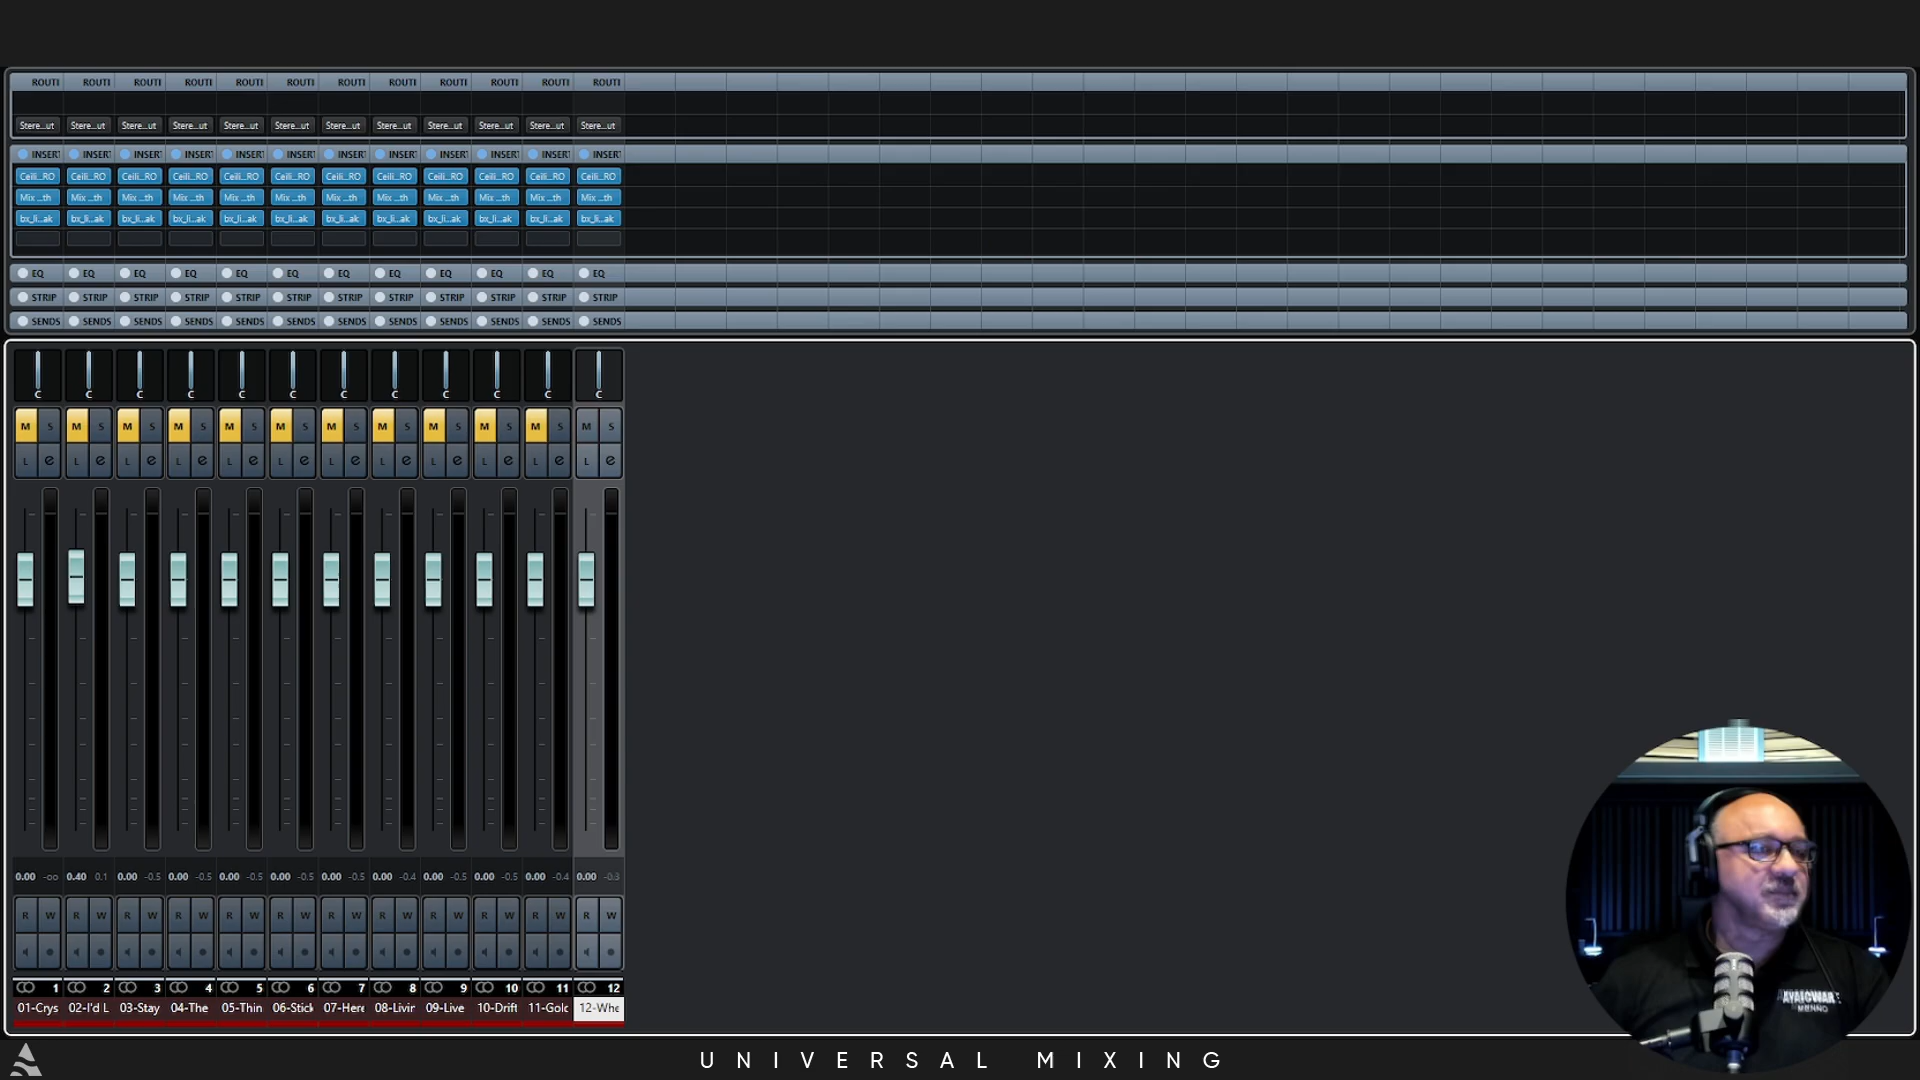 ROUTI ROUTI ROUTI ROUTI ROUTI ROUTI ROUTI ROUTI ROUTI ROUTI ROUTI ROUTI
Stere...ut Stere...ut Stere...ut Stere...ut Stere...ut Stere...ut Stere...ut Stere...ut Stere...ut Stere...ut Stere...ut Stere...ut
INSERT INSERT INSERT INSERT INSERT INSERT INSERT INSERT INSERT INSERT INSERT INSERT
Ceili...RO Ceili...RO Ceili...RO Ceili...RO Ceili...RO Ceili...RO Ceili...RO Ceili...RO Ceili...RO Ceili...RO Ceili...RO Ceili...RO
Mix ...th Mix ...th Mix ...th Mix ...th Mix ...th Mix ...th Mix ...th Mix ...th Mix ...th Mix ...th Mix ...th Mix ...th
bx_li...ak bx_li...ak bx_li...ak bx_li...ak bx_li...ak bx_li...ak bx_li...ak bx_li...ak bx_li...ak bx_li...ak bx_li...ak bx_li...ak
EQ EQ EQ EQ EQ EQ EQ EQ EQ EQ EQ EQ
STRIP STRIP STRIP STRIP STRIP STRIP STRIP STRIP STRIP STRIP STRIP STRIP
SENDS SENDS SENDS SENDS SENDS SENDS SENDS SENDS SENDS SENDS SENDS SENDS
C C C C C C C C C C C C
M S M S M S M S M S M S M S M S M S M S M S M S
L e L e L e L e L e L e L e L e L e L e L e L e
0.00 -oo 0.40 0.1 0.00 -0.5 0.00 -0.5 0.00 -0.5 0.00 -0.5 0.00 -0.5 0.00 -0.4 0.00 -0.5 0.00 -0.5 0.00 -0.4 0.00 -0.3
R W R W R W R W R W R W R W R W R W R W R W R W
1 2 3 4 5 6 7 8 9 10 11 12
01-Crys 02-I'd L 03-Stay 04-The 05-Thin 06-Stick 07-Here 08-Livin 09-Live 10-Drift 11-Gold 12-Whe
UNIVERSAL MIXING